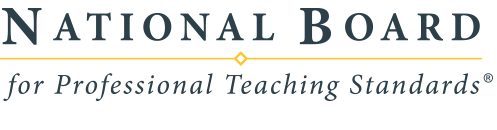 NATIONAL BOARD
for Professional Teaching Standards®